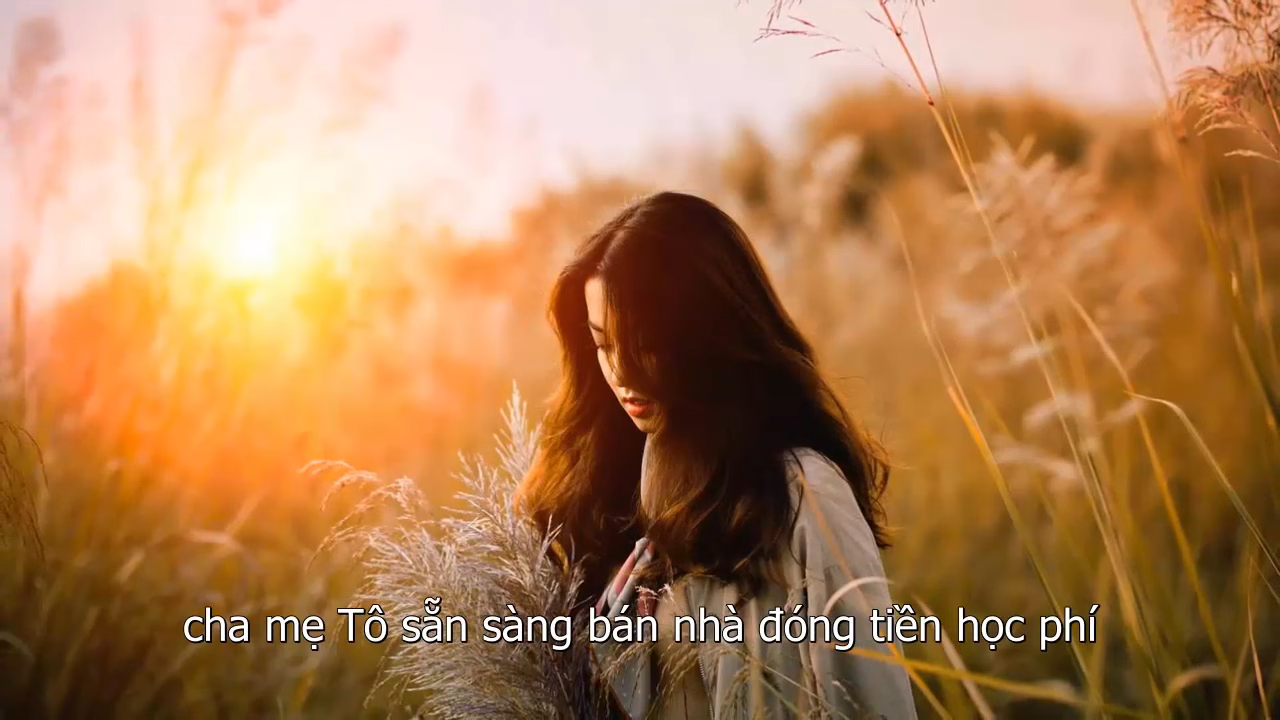 cha mẹ Tô sẵn sàng bán nhà đóng tiền học phí